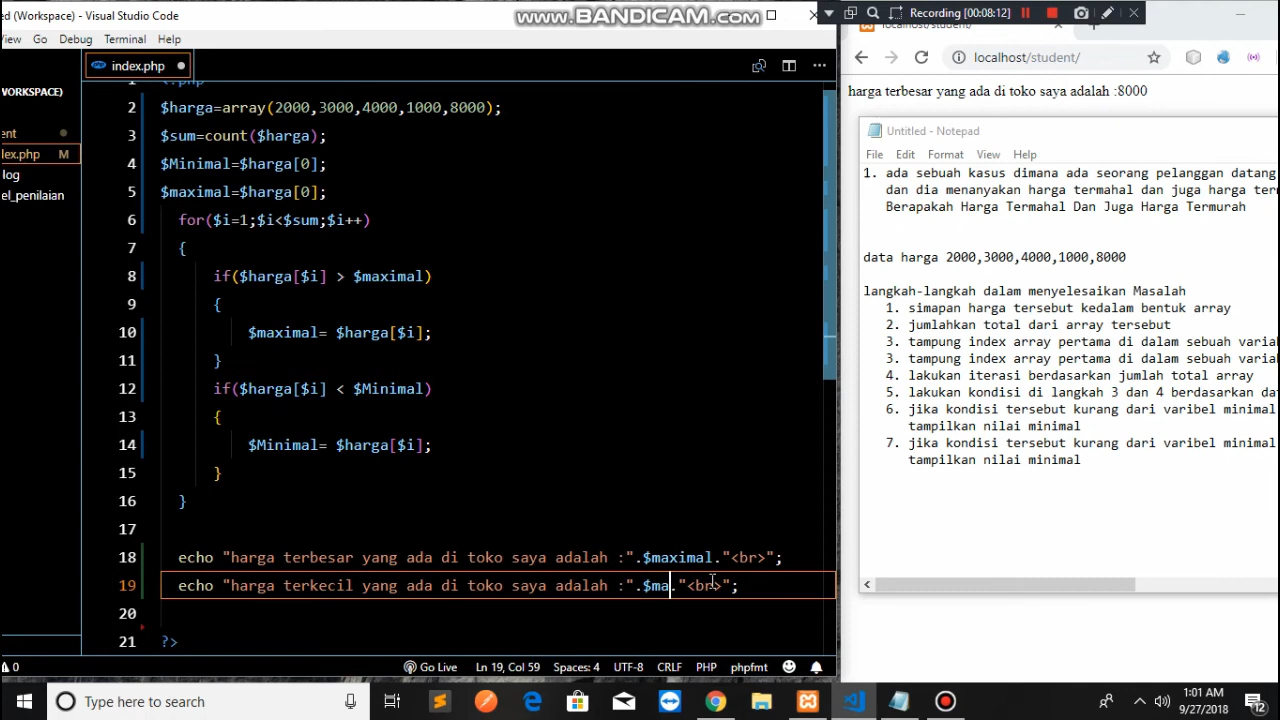 ed (Workspace) - Visual Studio Code
www.BANDICAM.com
Recording [00:08:12]
View Go Debug Terminal Help
index.php
localhost/student/
localhost/student/
harga terbesar yang ada di toko saya adalah :8000
WORKSPACE)
ent
dex.php M
log
el_penilaian
1 <?php
2 $harga=array(2000,3000,4000,1000,8000);
3 $sum=count($harga);
4 $Minimal=$harga[0];
5 $maximal=$harga[0];
6 for($i=1;$i<$sum;$i++)
7 {
8 if($harga[$i] > $maximal)
9 {
10 $maximal= $harga[$i];
11 }
12 if($harga[$i] < $Minimal)
13 {
14 $Minimal= $harga[$i];
15 }
16 }
17
18 echo "harga terbesar yang ada di toko saya adalah :".$maximal."<br>";
19 echo "harga terkecil yang ada di toko saya adalah :".$ma."<br>";
20
21 ?>
Untitled - Notepad
File Edit Format View Help
1. ada sebuah kasus dimana ada seorang pelanggan datang
dan dia menanyakan harga termahal dan juga harga ter
Berapakah Harga Termahal Dan Juga Harga Termurah
data harga 2000,3000,4000,1000,8000
langkah-langkah dalam menyelesaikan Masalah
1. simapan harga tersebut kedalam bentuk array
2. jumlahkan total dari array tersebut
3. tampung index array pertama di dalam sebuah varia
3. tampung index array pertama di dalam sebuah varia
4. lakukan iterasi berdasarkan jumlah total array
5. lakukan kondisi di langkah 3 dan 4 berdasarkan da
6. jika kondisi tersebut kurang dari varibel minimal
tampilkan nilai minimal
7. jika kondisi tersebut kurang dari varibel minimal
tampilkan nilai minimal
0 Go Live Ln 19, Col 59 Spaces: 4 UTF-8 CRLF PHP phpfmt
Type here to search
1:01 AM
9/27/2018
12